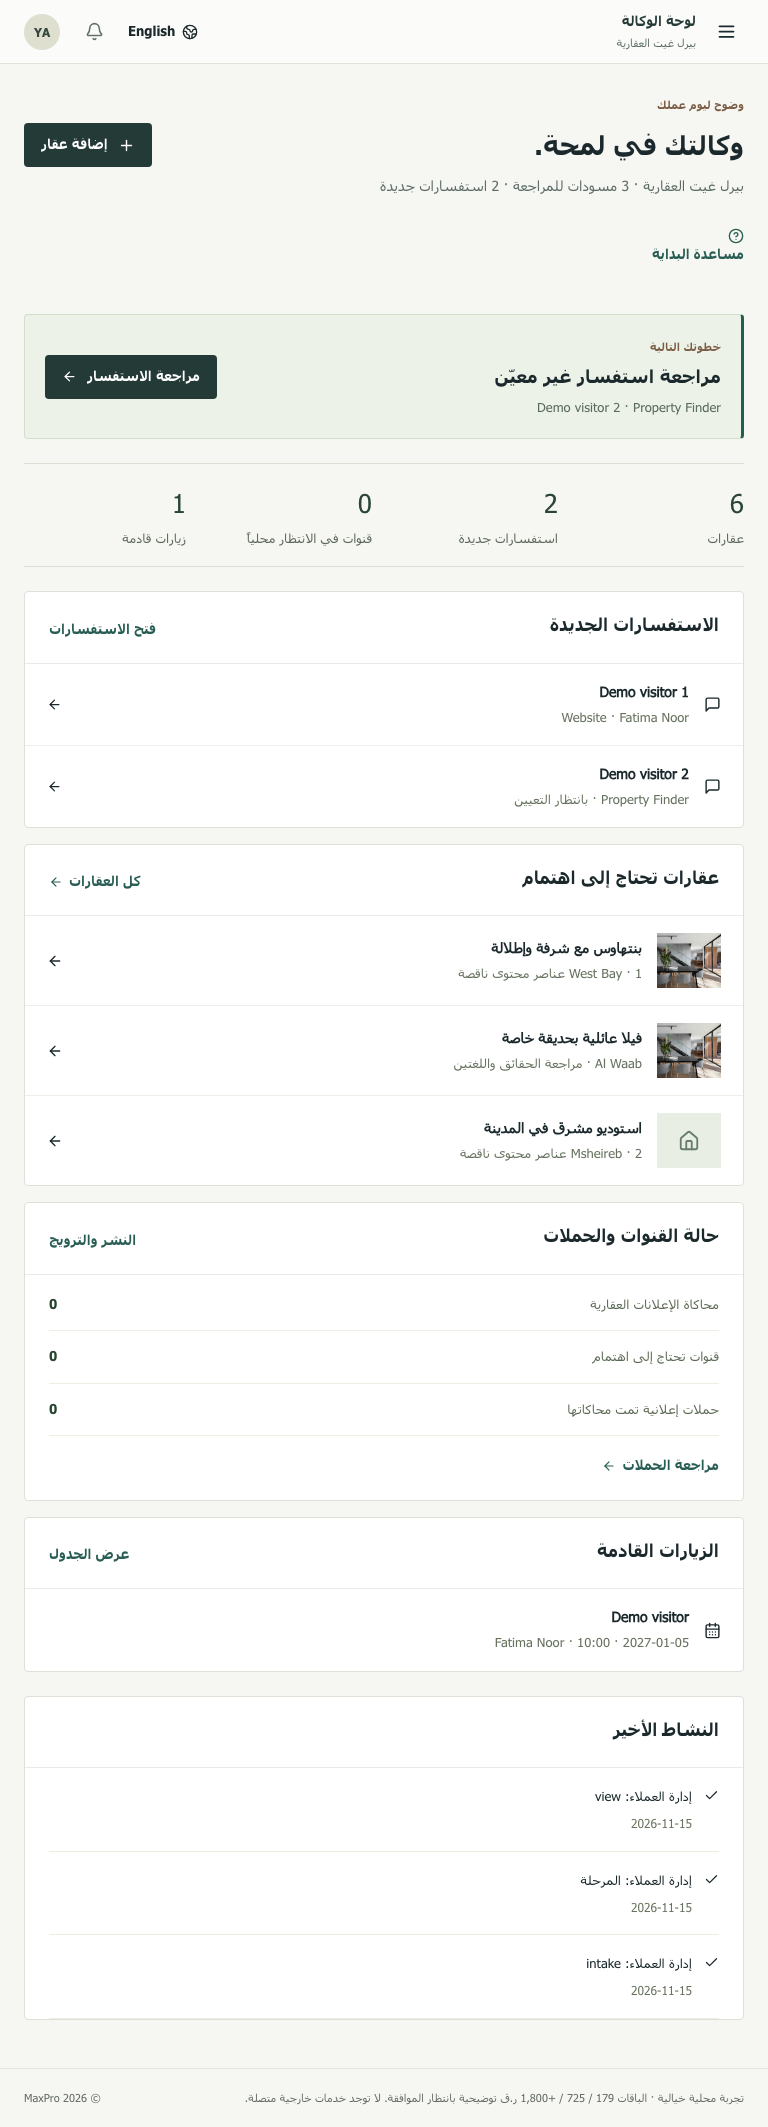 لوحة الوكالة
بيرل غيت العقارية
English
YA
وضوح ليوم عملك
وكالتك في لمحة.
بيرل غيت العقارية · 3 مسودات للمراجعة · 2 استفسارات جديدة
إضافة عقار
مساعدة البداية
خطوتك التالية
مراجعة استفسار غير معيّن
Demo visitor 2 · Property Finder
مراجعة الاستفسار
6
عقارات
2
استفسارات جديدة
0
قنوات في الانتظار محلياً
1
زيارات قادمة
الاستفسارات الجديدة
فتح الاستفسارات
Demo visitor 1
Website · Fatima Noor
Demo visitor 2
Property Finder · بانتظار التعيين
عقارات تحتاج إلى اهتمام
كل العقارات
بنتهاوس مع شرفة وإطلالة
West Bay · 1 عناصر محتوى ناقصة
فيلا عائلية بحديقة خاصة
Al Waab · مراجعة الحقائق واللغتين
استوديو مشرق في المدينة
Msheireb · 2 عناصر محتوى ناقصة
حالة القنوات والحملات
النشر والترويج
محاكاة الإعلانات العقارية
0
قنوات تحتاج إلى اهتمام
0
حملات إعلانية تمت محاكاتها
0
مراجعة الحملات
الزيارات القادمة
عرض الجدول
Demo visitor
Fatima Noor · 10:00 · 2027-01-05
النشاط الأخير
إدارة العملاء: view
2026-11-15
إدارة العملاء: المرحلة
2026-11-15
إدارة العملاء: intake
2026-11-15
تجربة محلية خيالية · الباقات 179 / 725 / +1,800 ر.ق توضيحية بانتظار الموافقة. لا توجد خدمات خارجية متصلة.
© 2026 MaxPro